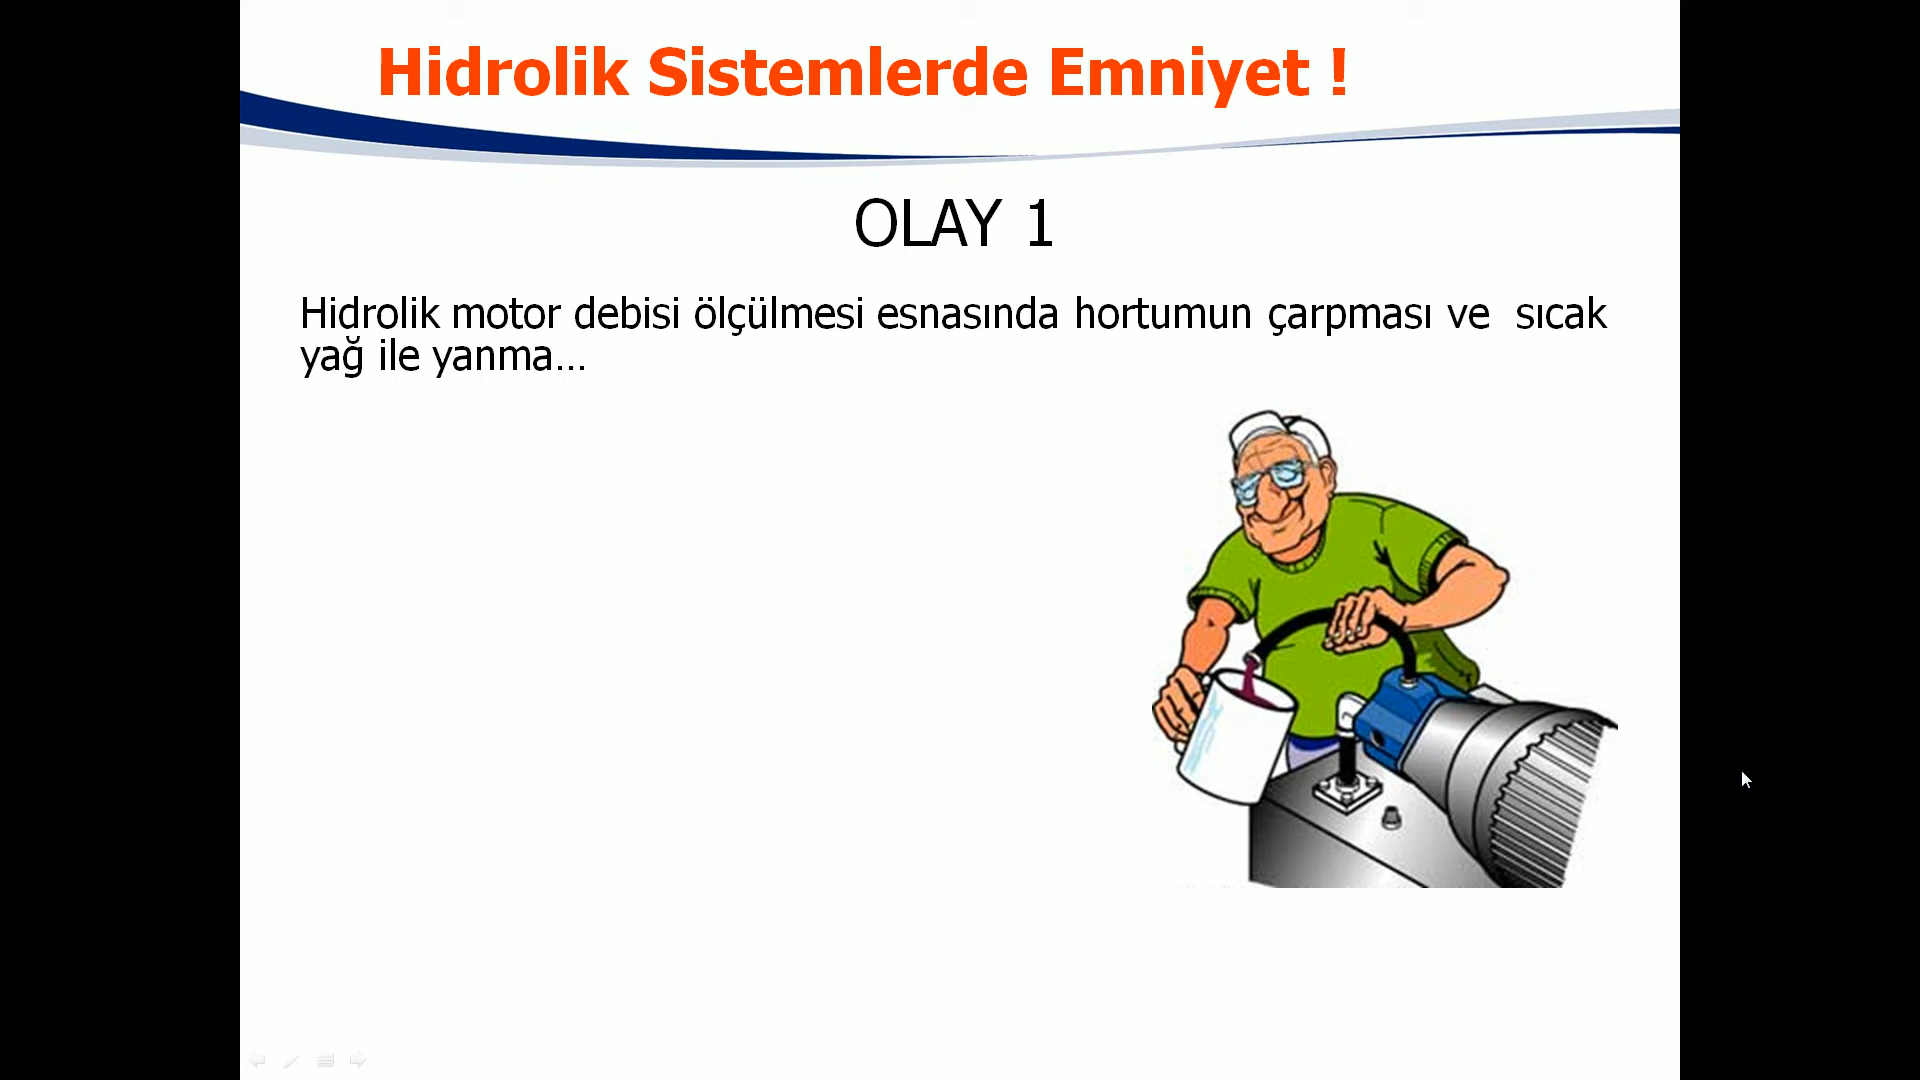 Hidrolik Sistemlerde Emniyet !
OLAY 1
Hidrolik motor debisi ölçülmesi esnasında hortumun çarpması ve sıcak
yağ ile yanma...